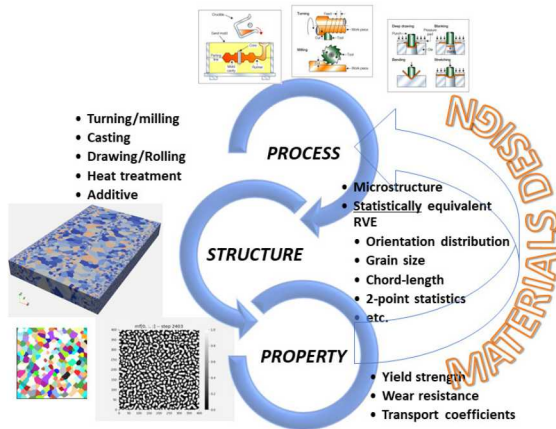 Turning
Milling
Deep drawing
Blanking
Bending
Stretching
• Turning/milling
• Casting
• Drawing/Rolling
• Heat treatment
• Additive
PROCESS
• Microstructure
• Statistically equivalent
RVE
• Orientation distribution
• Grain size
• Chord-length
• 2-point statistics
• etc.
STRUCTURE
PROPERTY
• Yield strength
• Wear resistance
• Transport coefficients
MATERIALS DESIGN